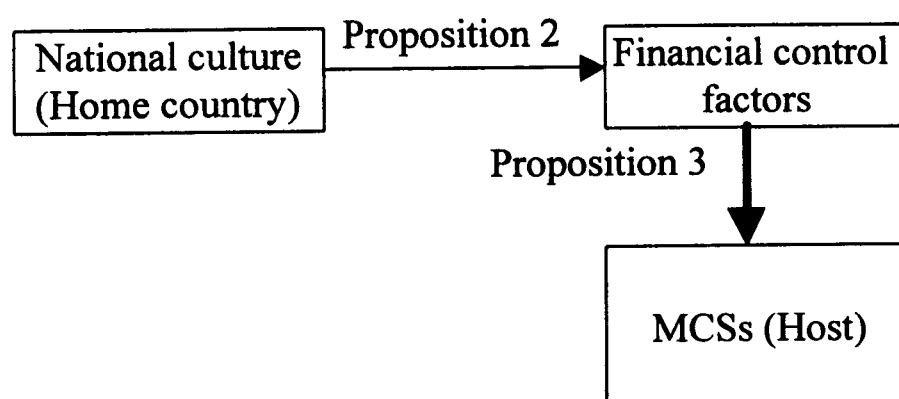 National culture
(Home country)
Proposition 2
Financial control
factors
Proposition 3
MCSs (Host)